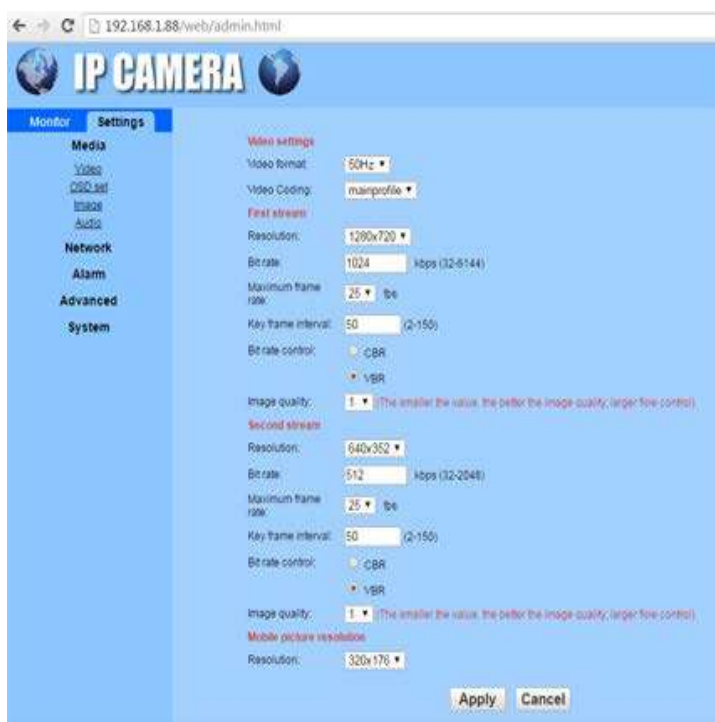 192.168.1.88/web/admin.html
IP CAMERA
Monitor Settings
Media
Video
OSD set
Image
Audio
Network
Alarm
Advanced
System
Video settings
Video format: 50Hz
Video Coding: mainprofile
First stream
Resolution: 1280x720
Bit rate: 1024 kbps (32-6144)
Maximum frame rate: 25 fps
Key frame interval: 50 (2-150)
Bit rate control: CBR
VBR
Image quality: 1 (The smaller the value, the better the image quality, larger flow control)
Second stream
Resolution: 640x352
Bit rate: 512 kbps (32-2048)
Maximum frame rate: 25 fps
Key frame interval: 50 (2-150)
Bit rate control: CBR
VBR
Image quality: 1 (The smaller the value, the better the image quality, larger flow control)
Mobile picture resolution
Resolution: 320x176
Apply Cancel